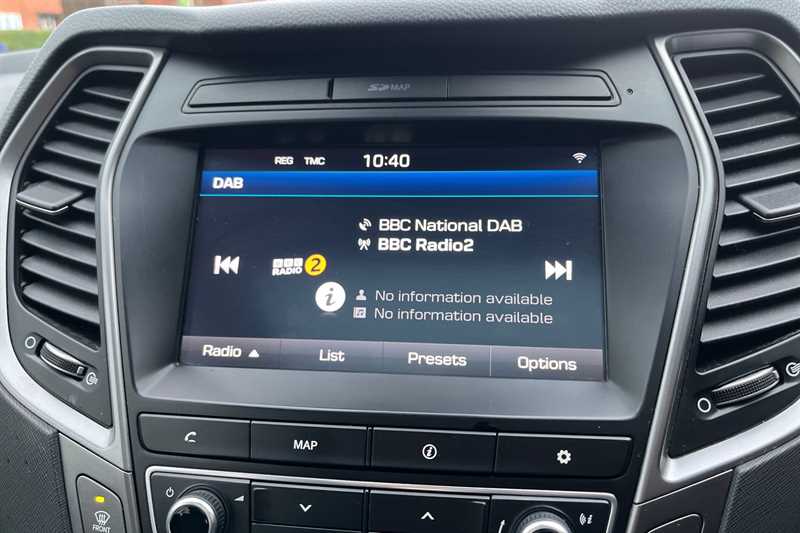 SD MAP
REG TMC 10:40
DAB
BBC National DAB
BBC Radio2
BBC
RADIO 2
i No information available
No information available
Radio List Presets Options
MAP i
FRONT